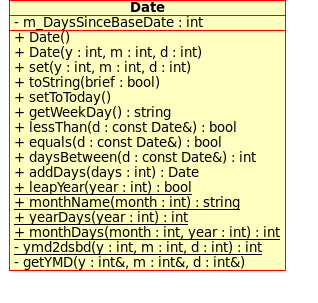 Date
- m_DaysSinceBaseDate : int
+ Date()
+ Date(y : int, m : int, d : int)
+ set(y : int, m : int, d : int)
+ toString(brief : bool)
+ setToToday()
+ getWeekDay() : string
+ lessThan(d : const Date&) : bool
+ equals(d : const Date&) : bool
+ daysBetween(d : const Date&) : int
+ addDays(days : int) : Date
+ leapYear(year : int) : bool
+ monthName(month : int) : string
+ yearDays(year : int) : int
+ monthDays(month : int, year : int) : int
- ymd2dsbd(y : int, m : int, d : int) : int
- getYMD(y : int&, m : int&, d : int&)